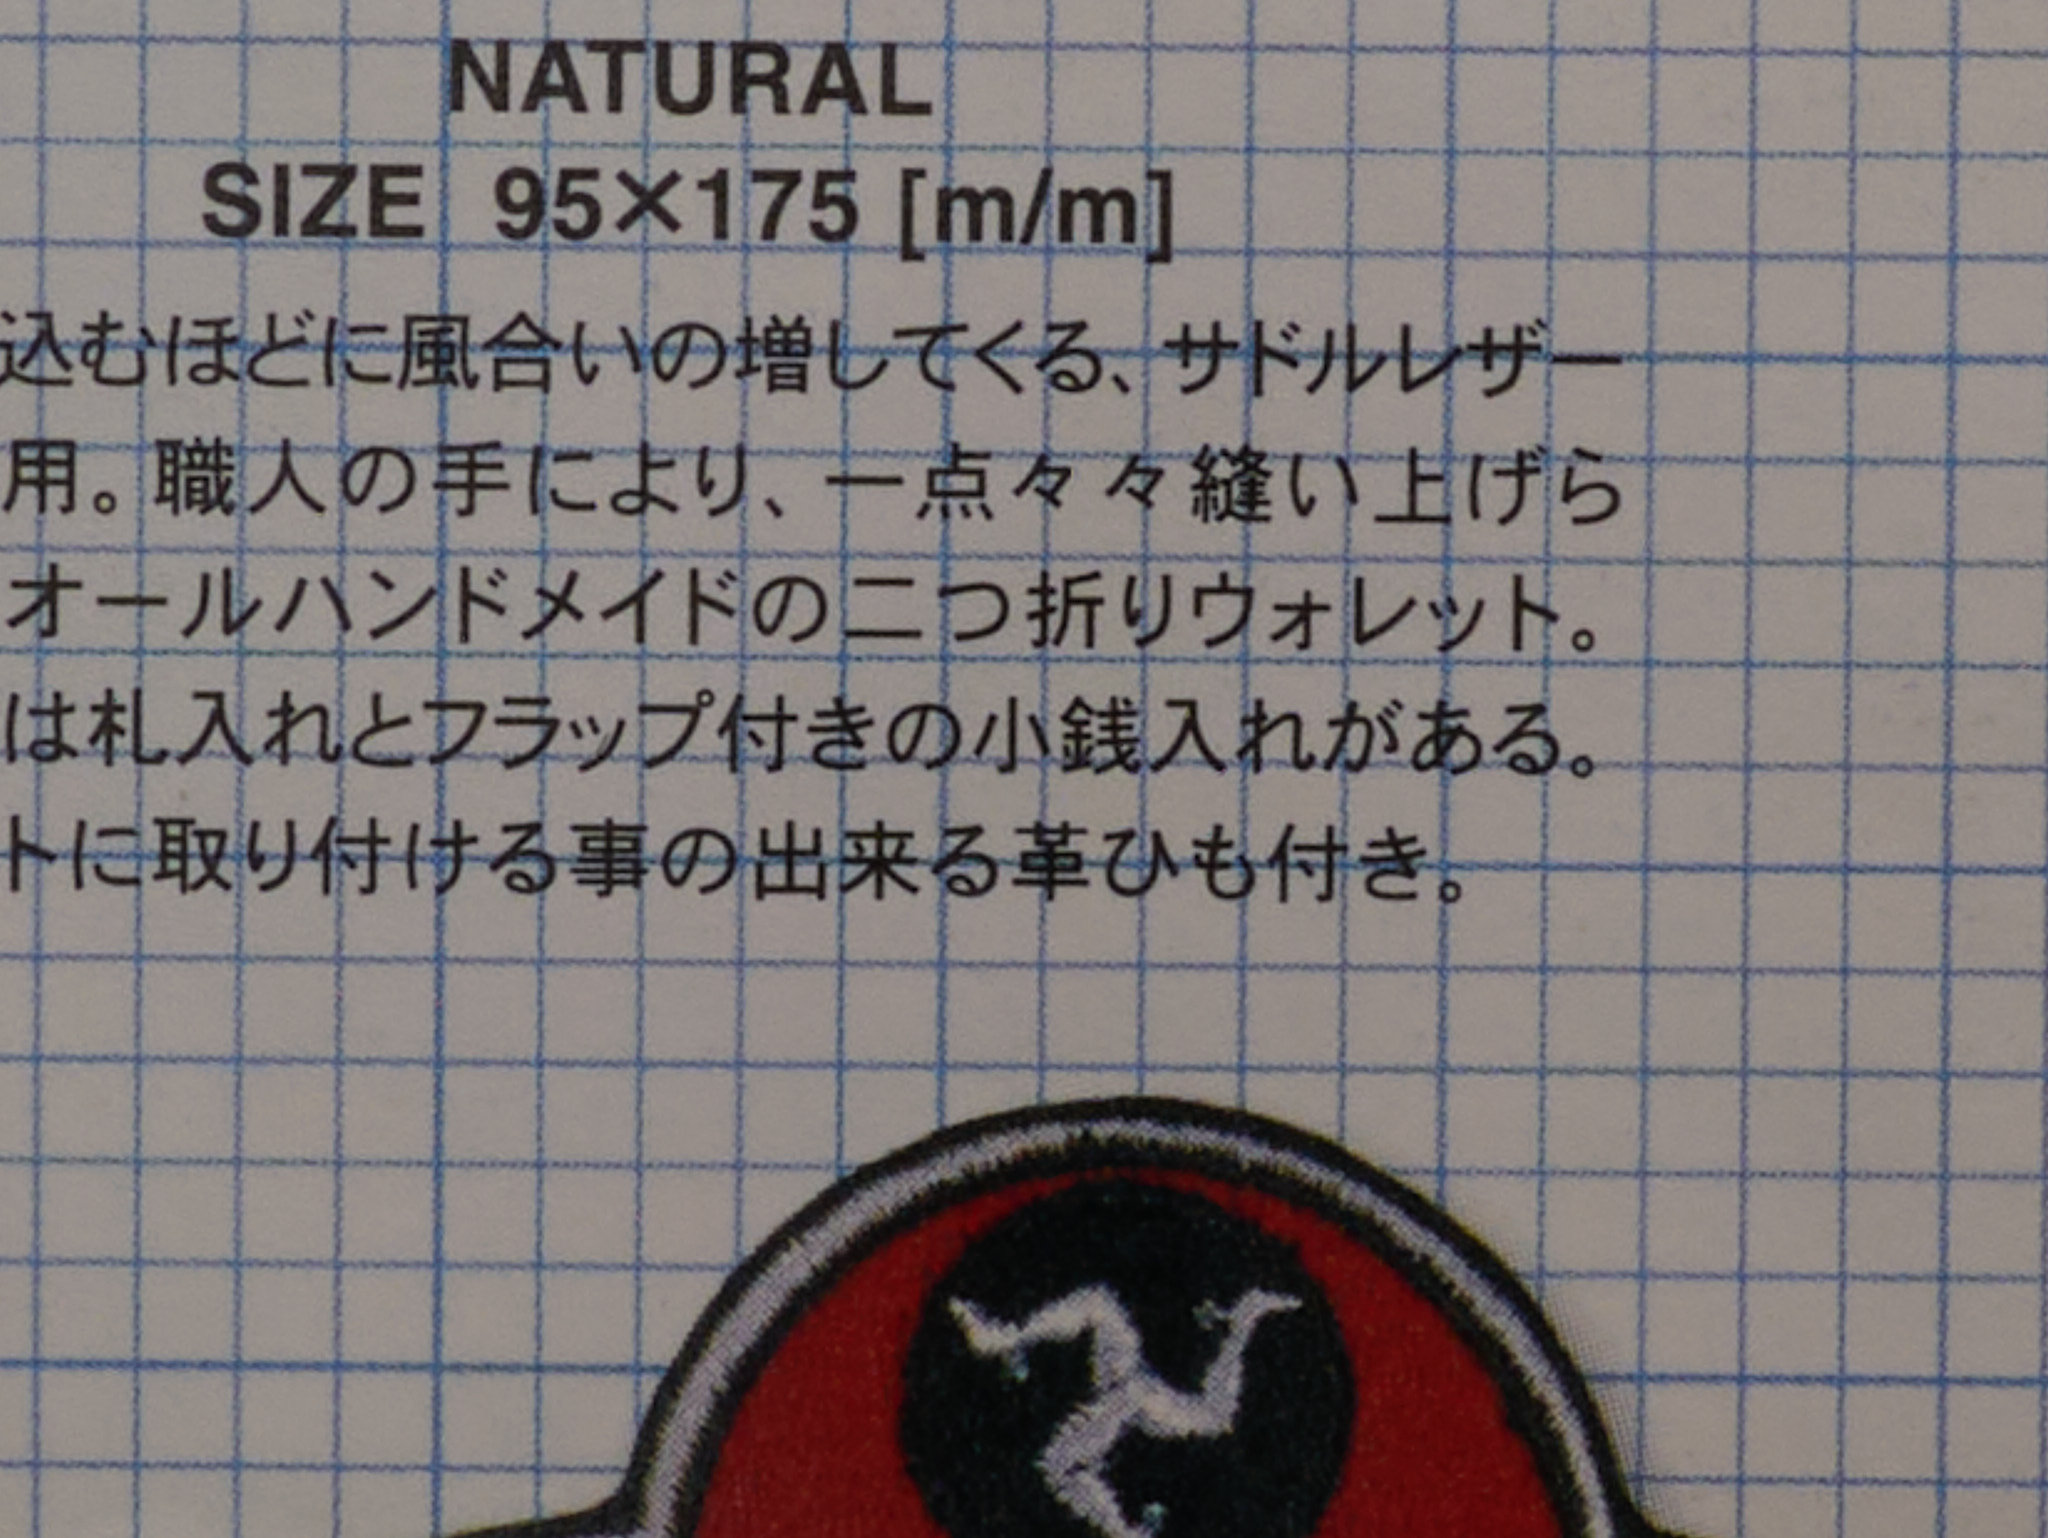 NATURAL
SIZE 95×175 [m/m]
込むほどに風合いの増してくる、サドルレザー
用。職人の手により、一点々々縫い上げら
オールハンドメイドの二つ折りウォレット。
は札入れとフラップ付きの小銭入れがある。
トに取り付ける事の出来る革ひも付き。